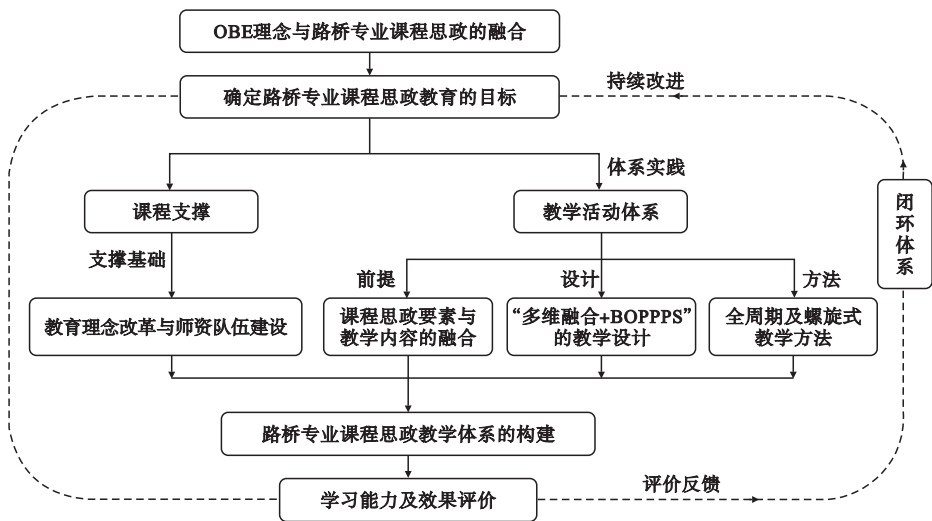 OBE理念与路桥专业课程思政的融合
确定路桥专业课程思政教育的目标
持续改进
体系实践
课程支撑
教学活动体系
闭环体系
支撑基础
前提
设计
方法
教育理念改革与师资队伍建设
课程思政要素与
教学内容的融合
“多维融合+BOPPPS”
的教学设计
全周期及螺旋式
教学方法
路桥专业课程思政教学体系的构建
学习能力及效果评价
评价反馈